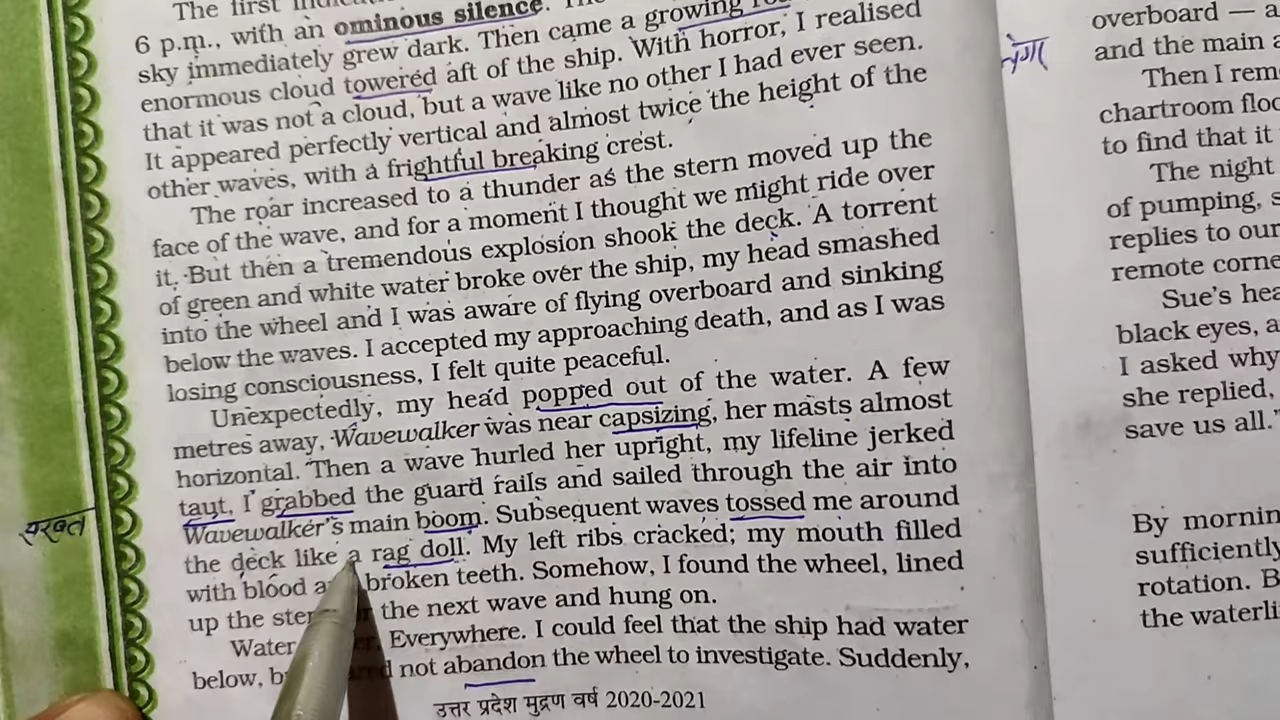 The first
6 p.m., with an ominous silence.
sky immediately grew dark. Then came a growing
enormous cloud towered aft of the ship. With horror, I realised
that it was not a cloud, but a wave like no other I had ever seen.
It appeared perfectly vertical and almost twice the height of the
other waves, with a frightful breaking crest.
The roar increased to a thunder as the stern moved up the
face of the wave, and for a moment I thought we might ride over
it. But then a tremendous explosion shook the deck. A torrent
of green and white water broke over the ship, my head smashed
into the wheel and I was aware of flying overboard and sinking
below the waves. I accepted my approaching death, and as I was
losing consciousness, I felt quite peaceful.
Unexpectedly, my head popped out of the water. A few
metres away, Wavewalker was near capsizing, her masts almost
horizontal. Then a wave hurled her upright, my lifeline jerked
taut, I grabbed the guard rails and sailed through the air into
Wavewalker's main boom. Subsequent waves tossed me around
the deck like a rag doll. My left ribs cracked; my mouth filled
with blood broken teeth. Somehow, I found the wheel, lined
up the the next wave and hung on.
Water Everywhere. I could feel that the ship had water
below, not abandon the wheel to investigate. Suddenly,
उत्तर प्रदेश मुद्रण वर्ष 2020-2021
overboard — a
and the main
Then I rem
chartroom floo
to find that it
The night
of pumping, s
replies to our
remote corne
Sue's hea
black eyes, a
I asked why
she replied,
save us all.
By mornin
sufficiently
rotation. B
the waterli